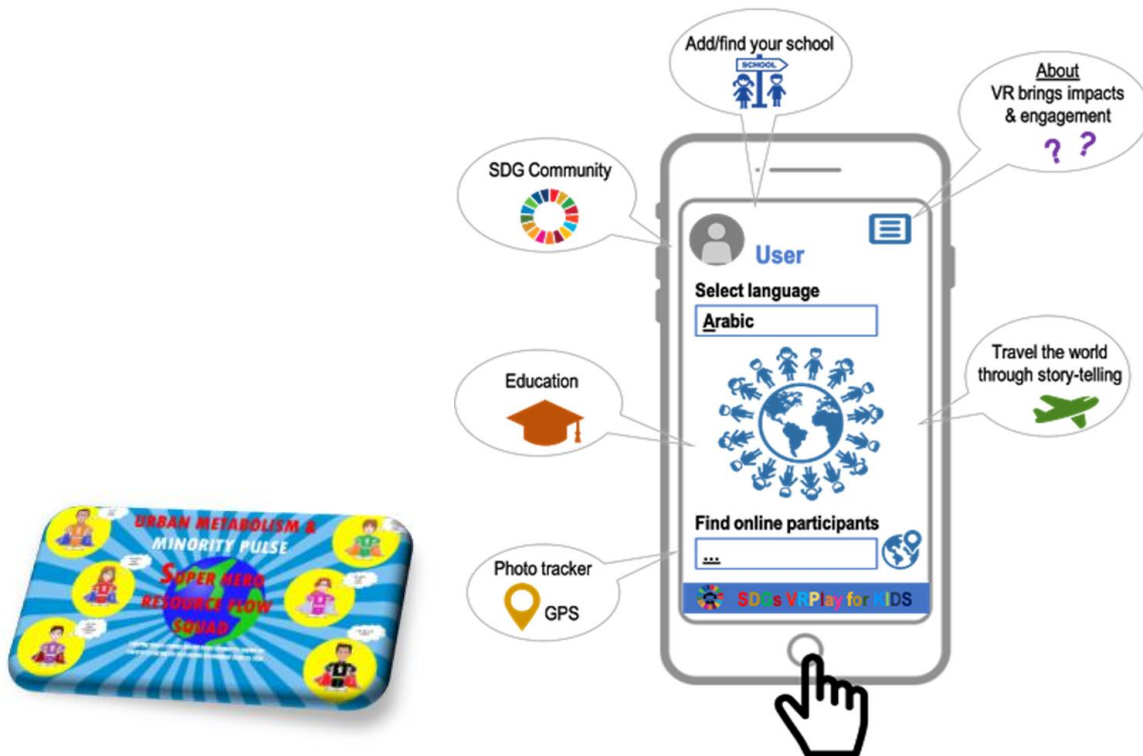 Add/find your school
SCHOOL
About
VR brings impacts
& engagement
? ?
SDG Community
User
Select language
Arabic
Travel the world
through story-telling
Education
Find online participants
...
Photo tracker
GPS
SDGs VRPlay for KIDS
URBAN METABOLISM &
MINORITY PULSE
SUPER HERO
RESOURCE FLOW
SQUAD